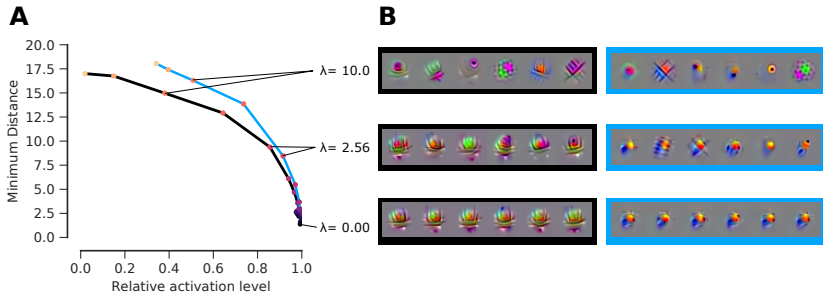 A
B
20.0
17.5
15.0
12.5
10.0
7.5
5.0
2.5
0.0
Minimum Distance
0.0 0.2 0.4 0.6 0.8 1.0
Relative activation level
λ= 10.0
λ= 2.56
λ= 0.00